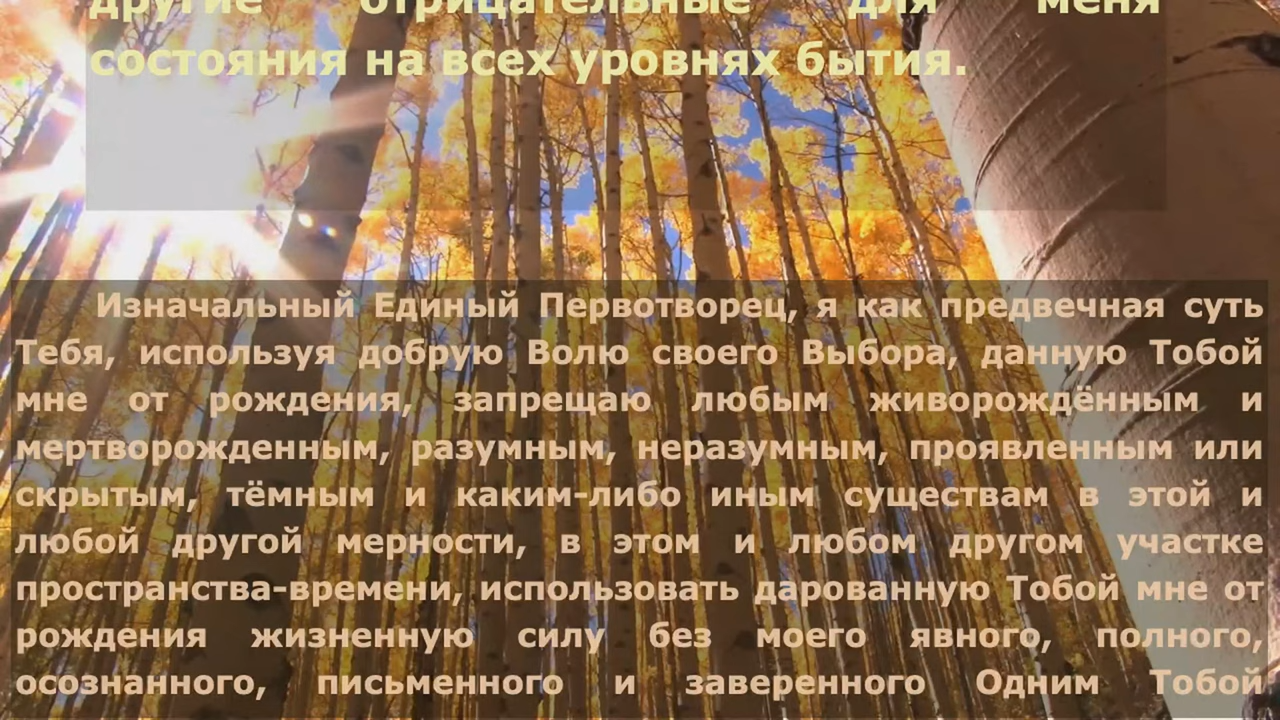 другие отрицательные для меня
состояния на всех уровнях бытия.
Изначальный Единый Первотворец, я как предвечная суть
Тебя, используя добрую Волю своего Выбора, данную Тобой
мне от рождения, запрещаю любым живорождённым и
мертворожденным, разумным, неразумным, проявленным или
скрытым, тёмным и каким-либо иным существам в этой и
любой другой мерности, в этом и любом другом участке
пространства-времени, использовать дарованную Тобой мне от
рождения жизненную силу без моего явного, полного,
осознанного, письменного и заверенного Одним Тобой